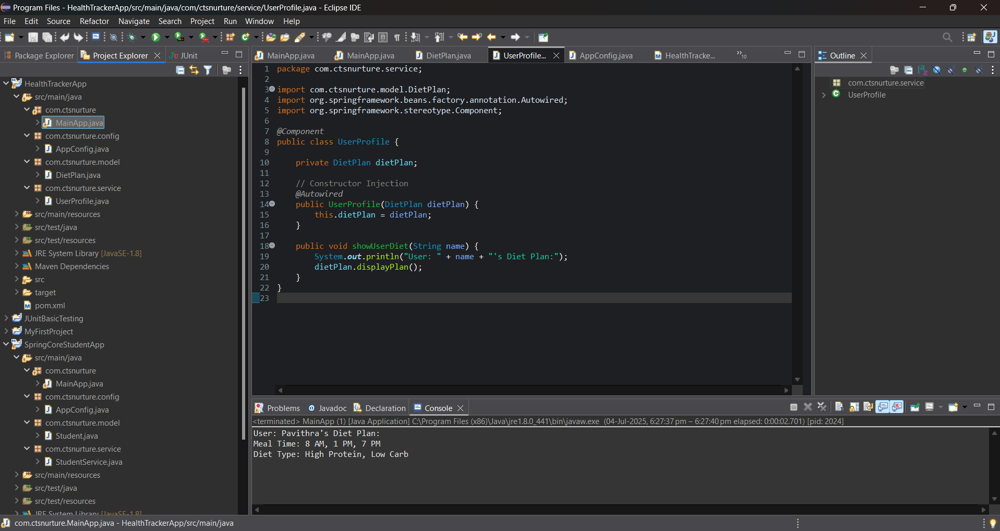 Program Files - HealthTrackerApp/src/main/java/com/ctsnurture/service/UserProfile.java - Eclipse IDE
File Edit Source Refactor Navigate Search Project Run Window Help
Package Explorer Project Explorer JUnit
HealthTrackerApp
src/main/java
com.ctsnurture
MainApp.java
com.ctsnurture.config
AppConfig.java
com.ctsnurture.model
DietPlan.java
com.ctsnurture.service
UserProfile.java
src/main/resources
src/test/java
src/test/resources
JRE System Library [JavaSE-1.8]
Maven Dependencies
src
target
pom.xml
JUnitBasicTesting
MyFirstProject
SpringCoreStudentApp
src/main/java
com.ctsnurture
MainApp.java
com.ctsnurture.config
AppConfig.java
com.ctsnurture.model
Student.java
com.ctsnurture.service
StudentService.java
src/main/resources
src/test/java
src/test/resources
JRE System Library [JavaSE-1.8]
MainApp.java MainApp.java DietPlan.java UserProfile... AppConfig.java HealthTracke... »10
1 package com.ctsnurture.service;
2
3 import com.ctsnurture.model.DietPlan;
4 import org.springframework.beans.factory.annotation.Autowired;
5 import org.springframework.stereotype.Component;
6
7 @Component
8 public class UserProfile {
9
10 private DietPlan dietPlan;
11
12 // Constructor Injection
13 @Autowired
14 public UserProfile(DietPlan dietPlan) {
15 this.dietPlan = dietPlan;
16 }
17
18 public void showUserDiet(String name) {
19 System.out.println("User: " + name + "'s Diet Plan:");
20 dietPlan.displayPlan();
21 }
22 }
23
Outline
com.ctsnurture.service
UserProfile
Problems Javadoc Declaration Console
<terminated> MainApp (1) [Java Application] C:\Program Files (x86)\Java\jre1.8.0_441\bin\javaw.exe (04-Jul-2025, 6:27:37 pm – 6:27:40 pm elapsed: 0:00:02.701) [pid: 2024]
User: Pavithra's Diet Plan:
Meal Time: 8 AM, 1 PM, 7 PM
Diet Type: High Protein, Low Carb
com.ctsnurture.MainApp.java - HealthTrackerApp/src/main/java